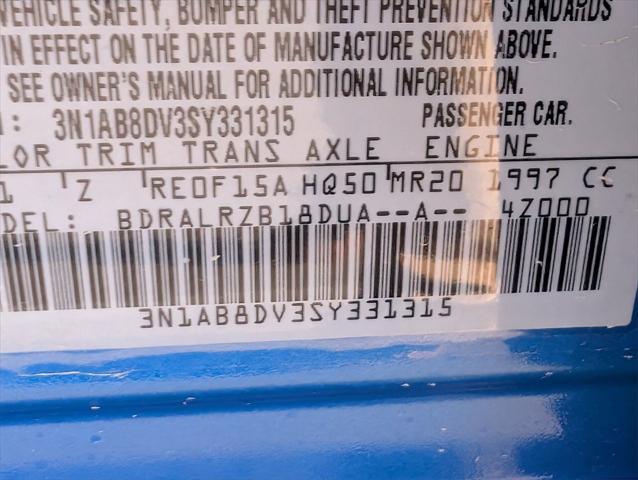 VEHICLE SAFETY, BUMPER AND THEFT PREVENTION STANDARDS
IN EFFECT ON THE DATE OF MANUFACTURE SHOWN ABOVE.
SEE OWNER'S MANUAL FOR ADDITIONAL INFORMATION.
: 3N1AB8DV3SY331315 PASSENGER CAR.
LOR TRIM TRANS AXLE ENGINE
Z RE0F15A HQ50 MR20 1997 CC
DEL: BDRALRZB18DUA--A-- 4Z000
3N1AB8DV3SY331315